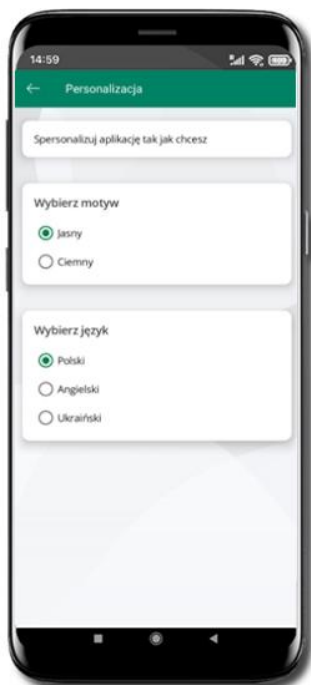 14:59
Personalizacja
Spersonalizuj aplikację tak jak chcesz
Wybierz motyw
Jasny
Ciemny
Wybierz język
Polski
Angielski
Ukraiński